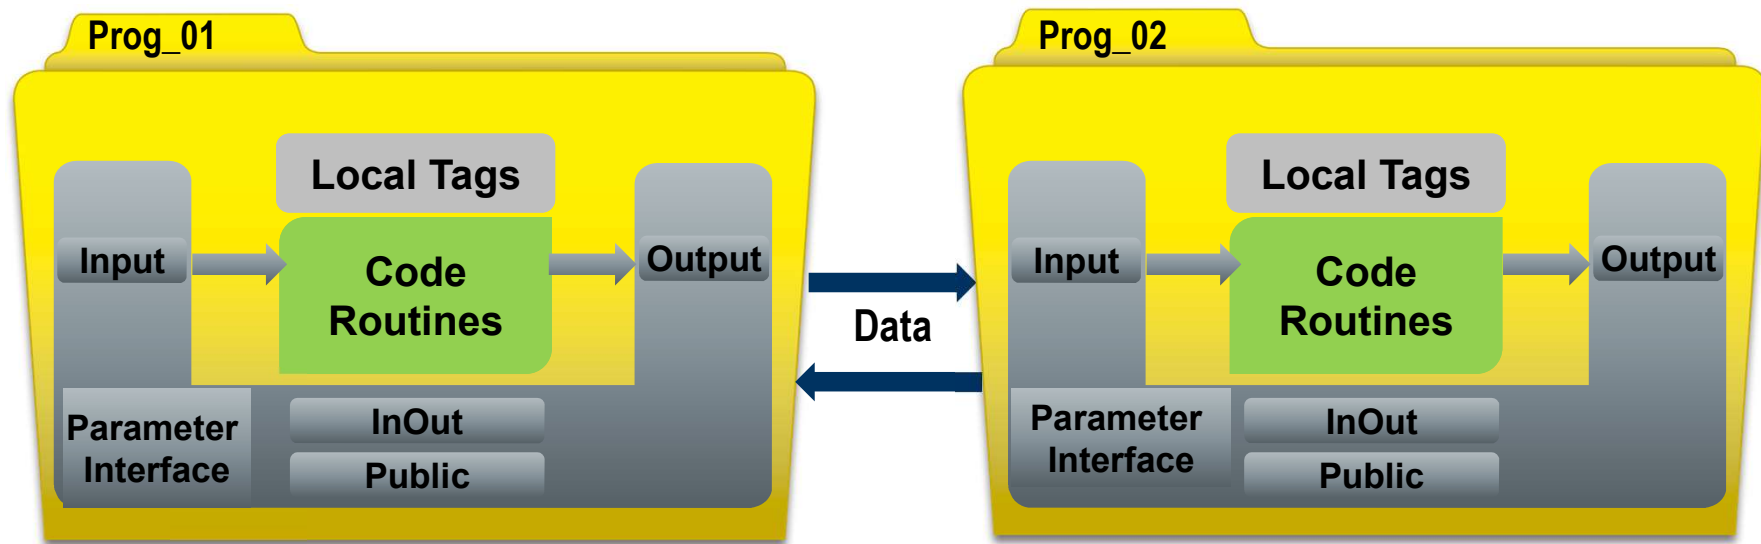 Prog_01
Local Tags
Input
Code
Routines
Output
Parameter
Interface
InOut
Public
Data
Prog_02
Local Tags
Input
Code
Routines
Output
Parameter
Interface
InOut
Public